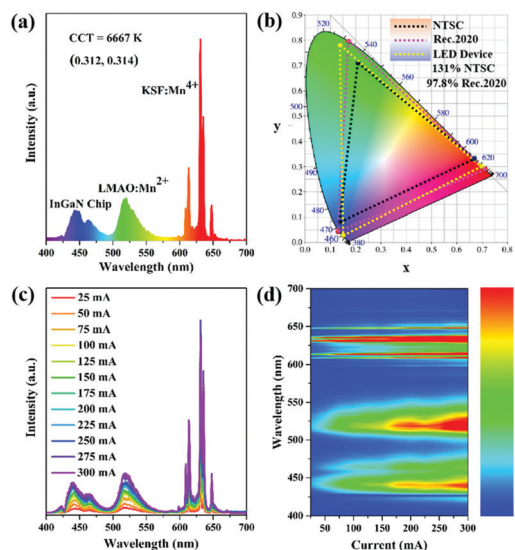 (a)
CCT = 6667 K
(0.312, 0.314)
KSF:Mn4+
LMAO:Mn2+
InGaN Chip
Intensity (a.u.)
400 450 500 550 600 650 700
Wavelength (nm)
(b)
NTSC
Rec.2020
LED Device
131% NTSC
97.8% Rec.2020
0.9
0.8
0.7
0.6
0.5
0.4
0.3
0.2
0.1
0.0
y
520
540
560
580
600
620
700
500
490
480
470
460
380
0.0 0.1 0.2 0.3 0.4 0.5 0.6 0.7 0.8
x
(c)
25 mA
50 mA
75 mA
100 mA
125 mA
150 mA
175 mA
200 mA
225 mA
250 mA
275 mA
300 mA
Intensity (a.u.)
400 450 500 550 600 650 700
Wavelength (nm)
(d)
700
650
600
550
500
450
400
Wavelength (nm)
50 100 150 200 250 300
Current (mA)